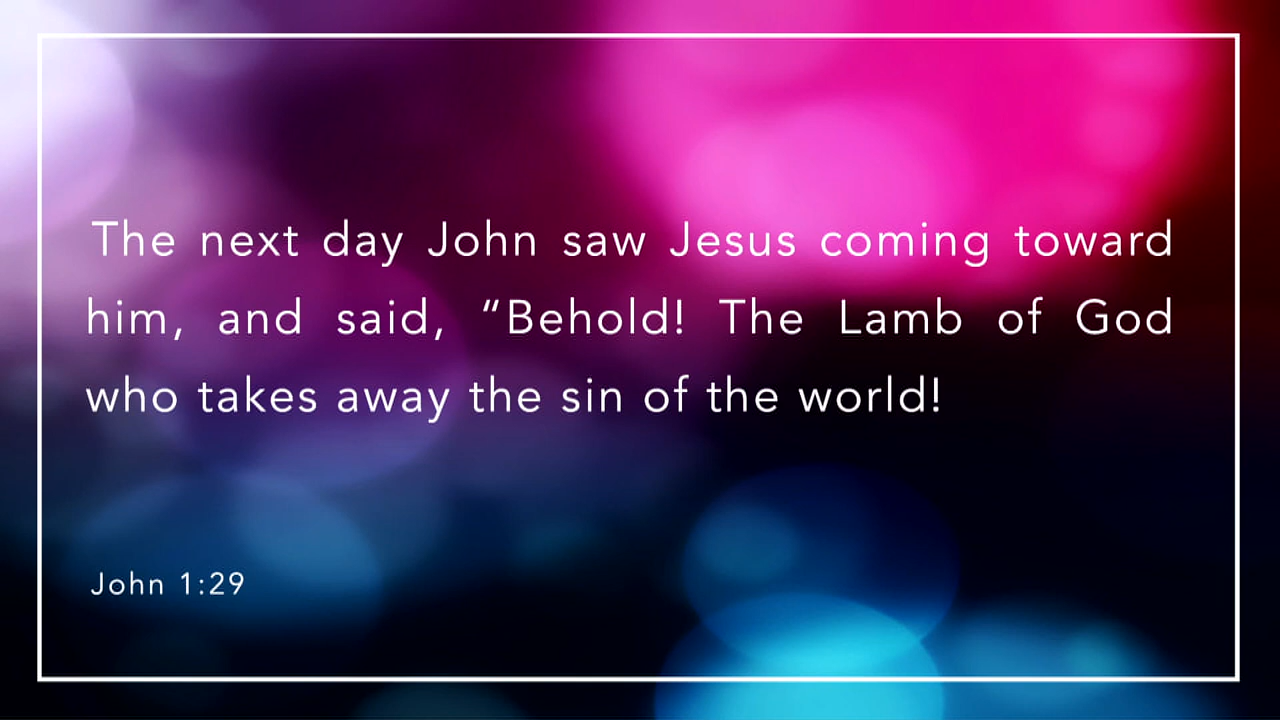 The next day John saw Jesus coming toward
him, and said, “Behold! The Lamb of God
who takes away the sin of the world!
John 1:29